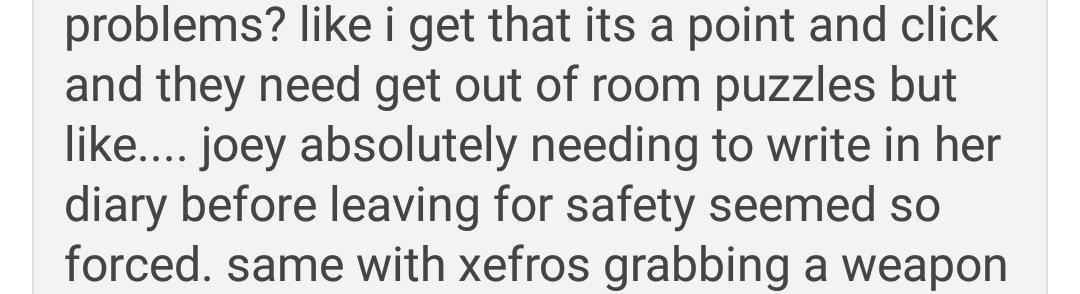 problems? like i get that its a point and click
and they need get out of room puzzles but
like.... joey absolutely needing to write in her
diary before leaving for safety seemed so
forced. same with xefros grabbing a weapon